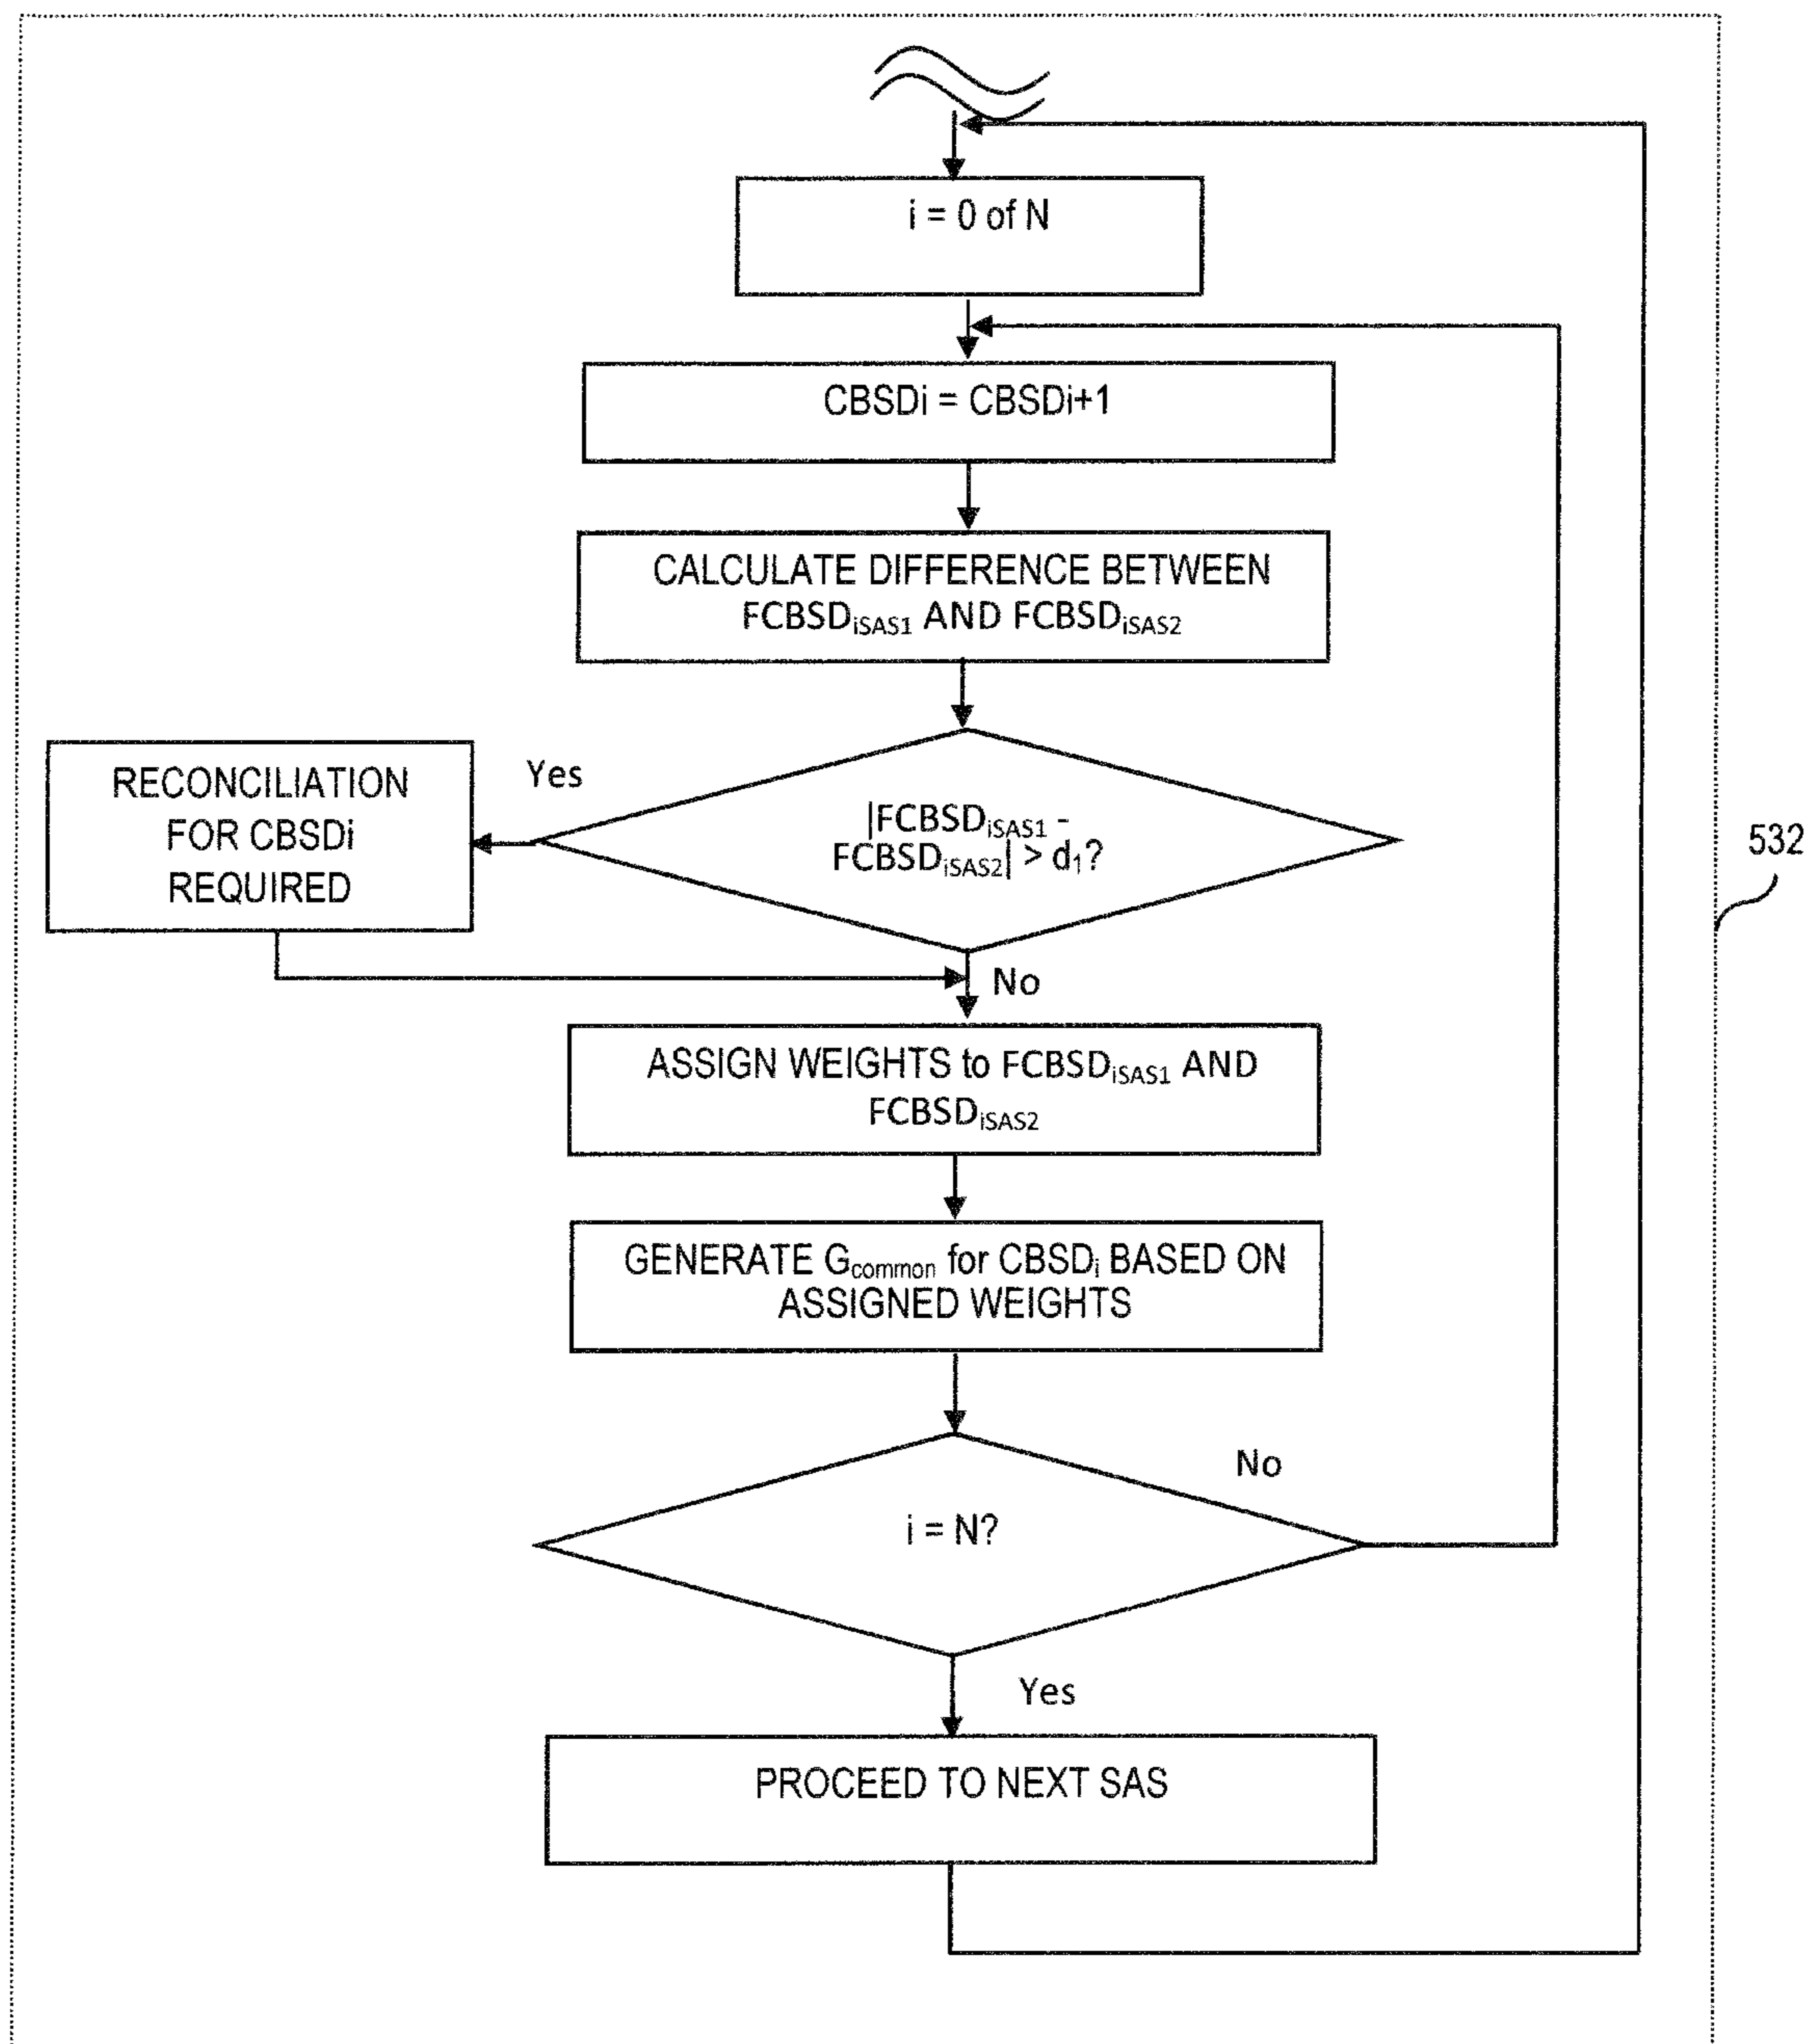 i = 0 of N
CBSDi = CBSDi+1
CALCULATE DIFFERENCE BETWEEN
FCBSDiSAS1 AND FCBSDiSAS2
Yes
RECONCILIATION
FOR CBSDi
REQUIRED
|FCBSDiSAS1 -
FCBSDiSAS2| > d1?
532
No
ASSIGN WEIGHTS to FCBSDiSAS1 AND
FCBSDiSAS2
GENERATE Gcommon for CBSDi BASED ON
ASSIGNED WEIGHTS
No
i = N?
Yes
PROCEED TO NEXT SAS